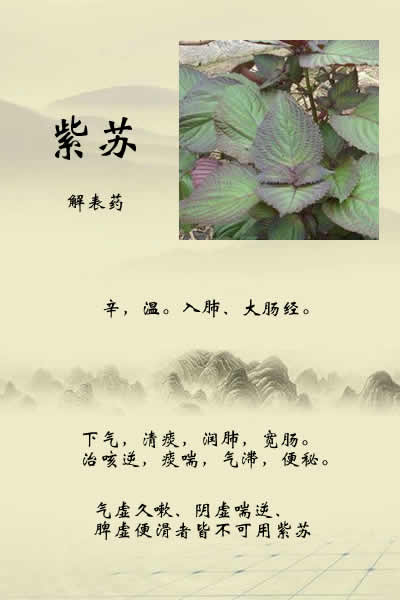 紫苏
解表药
辛，温。入肺、大肠经。
下气，清痰，润肺，宽肠。
治咳逆，痰喘，气滞，便秘。
气虚久嗽、阴虚喘逆、
脾虚便滑者皆不可用紫苏